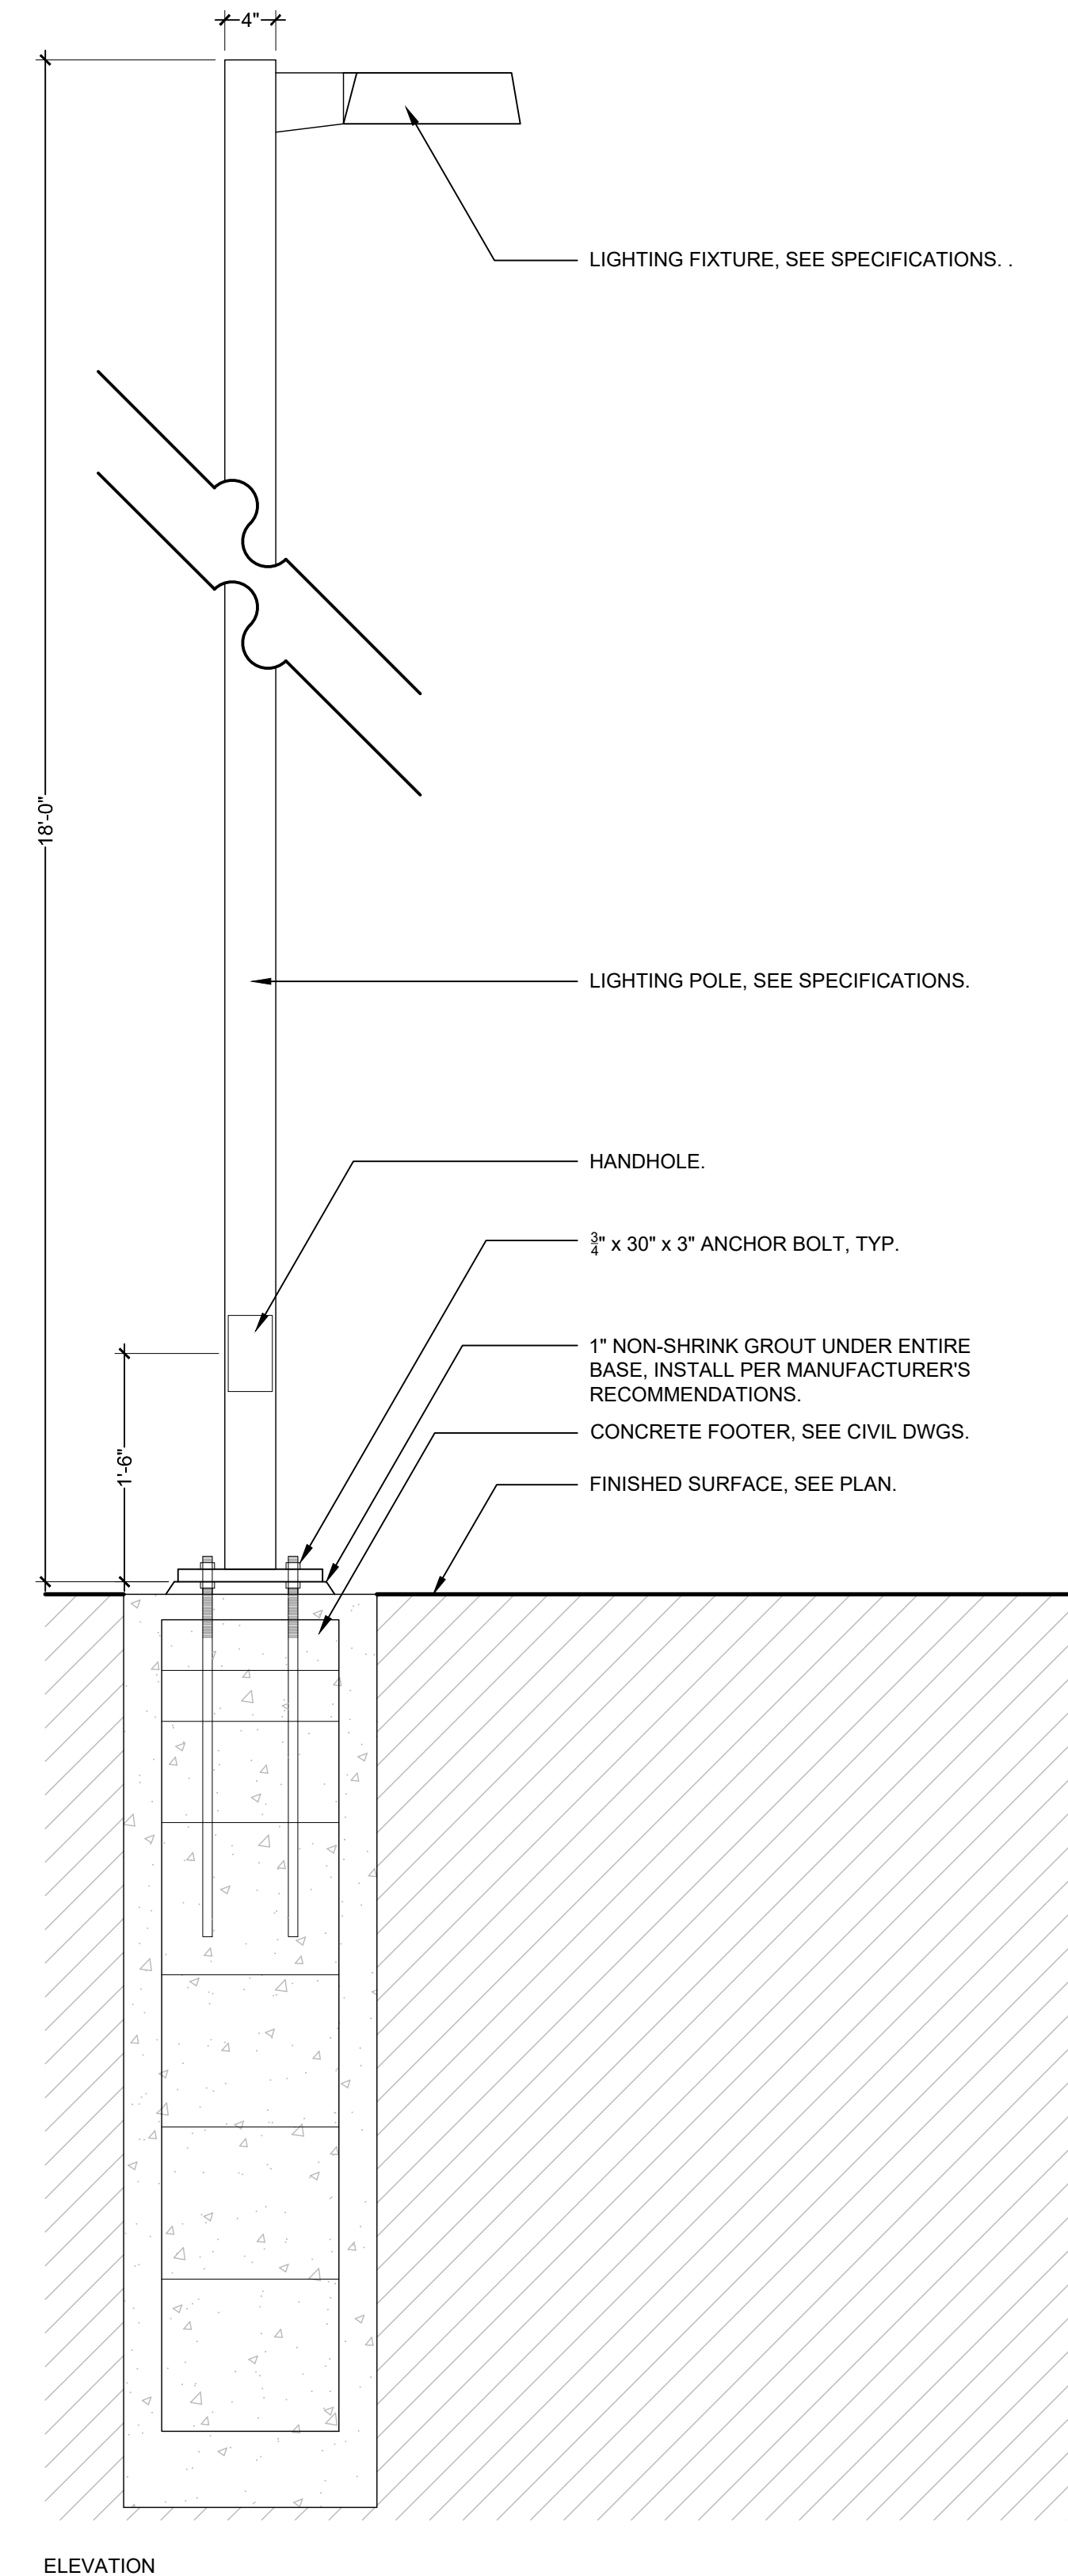 4"
LIGHTING FIXTURE, SEE SPECIFICATIONS. .
18'-0"
LIGHTING POLE, SEE SPECIFICATIONS.
HANDHOLE.
3/4" x 30" x 3" ANCHOR BOLT, TYP.
1" NON-SHRINK GROUT UNDER ENTIRE
BASE, INSTALL PER MANUFACTURER'S
RECOMMENDATIONS.
CONCRETE FOOTER, SEE CIVIL DWGS.
1'-6"
FINISHED SURFACE, SEE PLAN.
ELEVATION